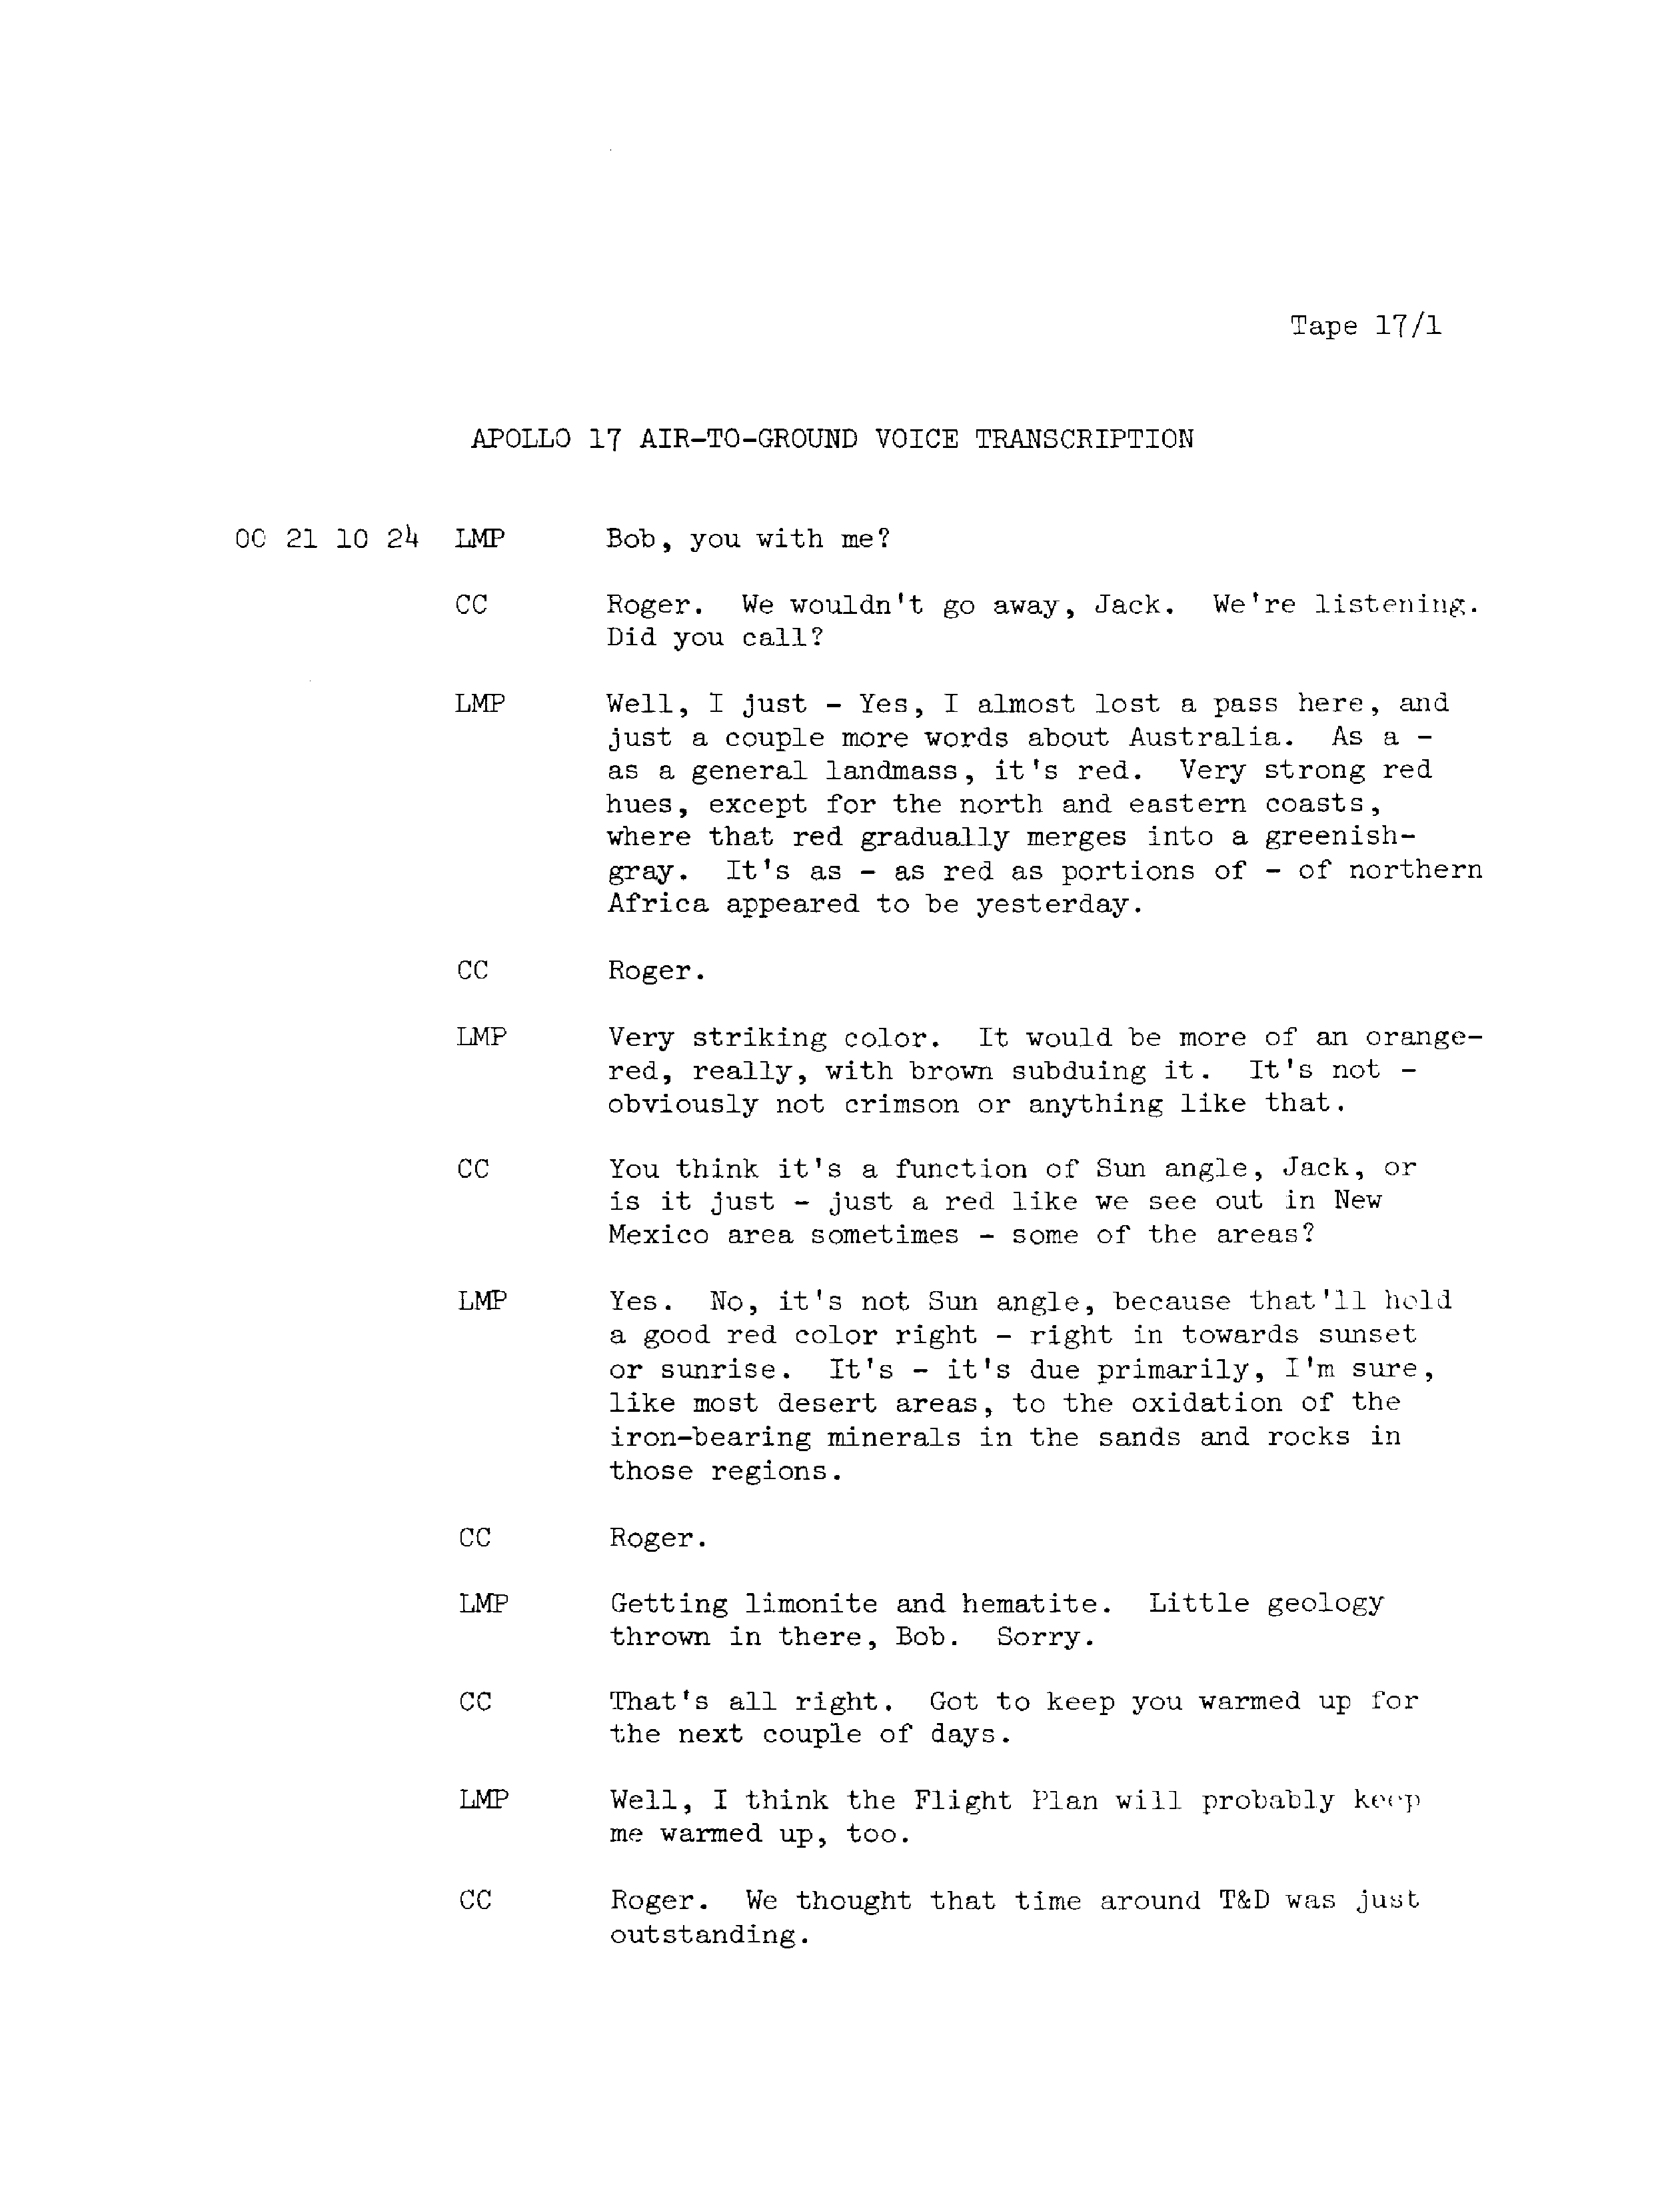 Tape 17/1
APOLLO 17 AIR-TO-GROUND VOICE TRANSCRIPTION
00 21 10 24 LMP Bob, you with me?
CC Roger. We wouldn't go away, Jack. We're listening.
Did you call?
LMP Well, I just - Yes, I almost lost a pass here, and
just a couple more words about Australia. As a -
as a general landmass, it's red. Very strong red
hues, except for the north and eastern coasts,
where that red gradually merges into a greenish-
gray. It's as - as red as portions of - of northern
Africa appeared to be yesterday.
CC Roger.
LMP Very striking color. It would be more of an orange-
red, really, with brown subduing it. It's not -
obviously not crimson or anything like that.
CC You think it's a function of Sun angle, Jack, or
is it just - just a red like we see out in New
Mexico area sometimes - some of the areas?
LMP Yes. No, it's not Sun angle, because that'll hold
a good red color right - right in towards sunset
or sunrise. It's - it's due primarily, I'm sure,
like most desert areas, to the oxidation of the
iron-bearing minerals in the sands and rocks in
those regions.
CC Roger.
LMP Getting limonite and hematite. Little geology
thrown in there, Bob. Sorry.
CC That's all right. Got to keep you warmed up for
the next couple of days.
LMP Well, I think the Flight Plan will probably keep
me warmed up, too.
CC Roger. We thought that time around T&D was just
outstanding.